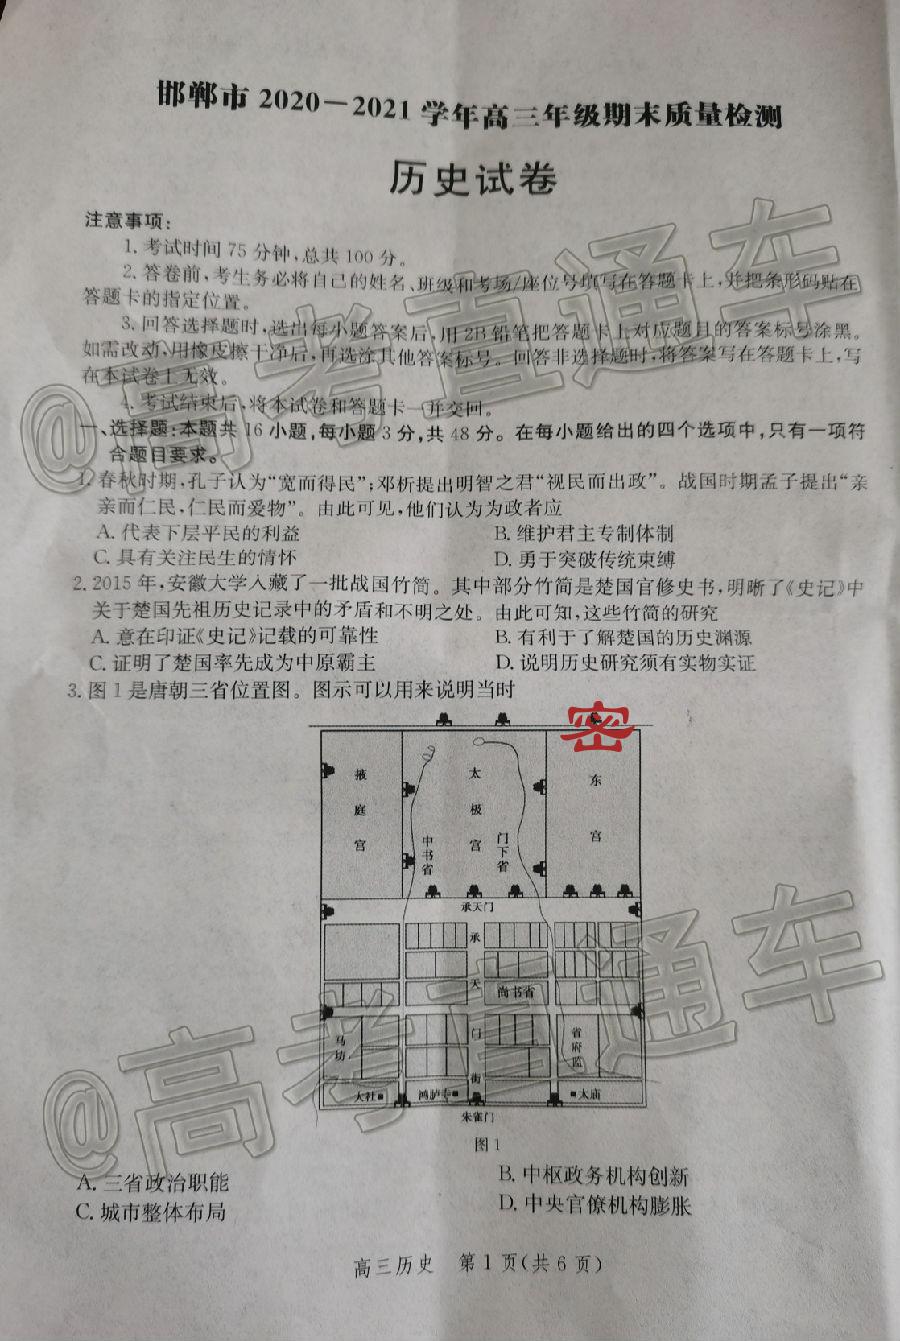 邯郸市2020—2021学年高三年级期末质量检测
历史试卷
注意事项：
1.考试时间75分钟，总共100分。
2.答卷前，考生务必将自己的姓名、班级和考场/座位号填写在答题卡上，并把条形码贴在
答题卡的指定位置。
3.回答选择题时，选出每小题答案后，用2B铅笔把答题卡上对应题目的答案标号涂黑。
如需改动，用橡皮擦干净后，再选涂其他答案标号。回答非选择题时，将答案写在答题卡上，写
在本试卷上无效。
4.考试结束后，将本试卷和答题卡一并交回。
一、选择题：本题共16小题，每小题3分，共48分。在每小题给出的四个选项中，只有一项符
合题目要求。
1.春秋时期，孔子认为“宽而得民”；邓析提出明智之君“视民而出政”。战国时期孟子提出“亲
亲而仁民，仁民而爱物”。由此可见，他们认为为政者应
A.代表下层平民的利益 B.维护君主专制体制
C.具有关注民生的情怀 D.勇于突破传统束缚
2.2015年，安徽大学入藏了一批战国竹简。其中部分竹简是楚国官修史书，明晰了《史记》中
关于楚国先祖历史记录中的矛盾和不明之处。由此可知，这些竹简的研究
A.意在印证《史记》记载的可靠性 B.有利于了解楚国的历史渊源
C.证明了楚国率先成为中原霸主 D.说明历史研究须有实物实证
3.图1是唐朝三省位置图。图示可以用来说明当时
密
掖庭宫
太极宫
东宫
中书省
门下省
承天门
承天门街
尚书省
马坊
省府监
大社
鸿胪寺
太庙
朱雀门
图1
A.三省政治职能 B.中枢政务机构创新
C.城市整体布局 D.中央官僚机构膨胀
高三历史 第1页(共6页)
@高考直通车
@高考直通车